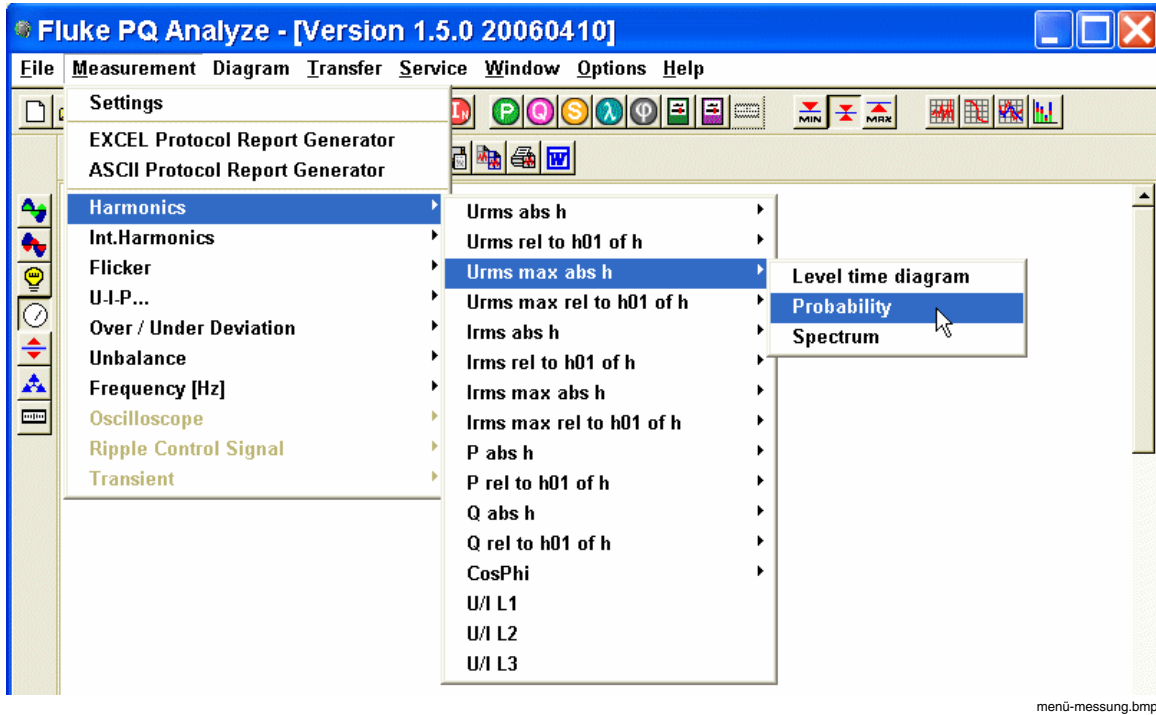 Fluke PQ Analyze - [Version 1.5.0 20060410]
File Measurement Diagram Transfer Service Window Options Help
Settings
EXCEL Protocol Report Generator
ASCII Protocol Report Generator
Harmonics
Int.Harmonics
Flicker
U-I-P...
Over / Under Deviation
Unbalance
Frequency [Hz]
Oscilloscope
Ripple Control Signal
Transient
Urms abs h
Urms rel to h01 of h
Urms max abs h
Urms max rel to h01 of h
Irms abs h
Irms rel to h01 of h
Irms max abs h
Irms max rel to h01 of h
P abs h
P rel to h01 of h
Q abs h
Q rel to h01 of h
CosPhi
U/I L1
U/I L2
U/I L3
Level time diagram
Probability
Spectrum
IN P Q S λ φ MIN MAX
W
menü-messung.bmp